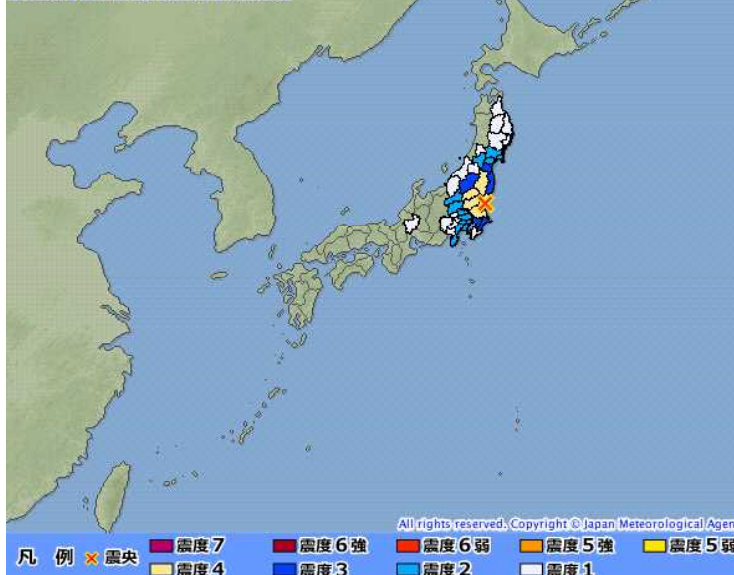 All rights reserved. Copyright © Japan Meteorological Agen
凡 例 × 震央 震度7 震度6強 震度6弱 震度5強 震度5弱
震度4 震度3 震度2 震度1